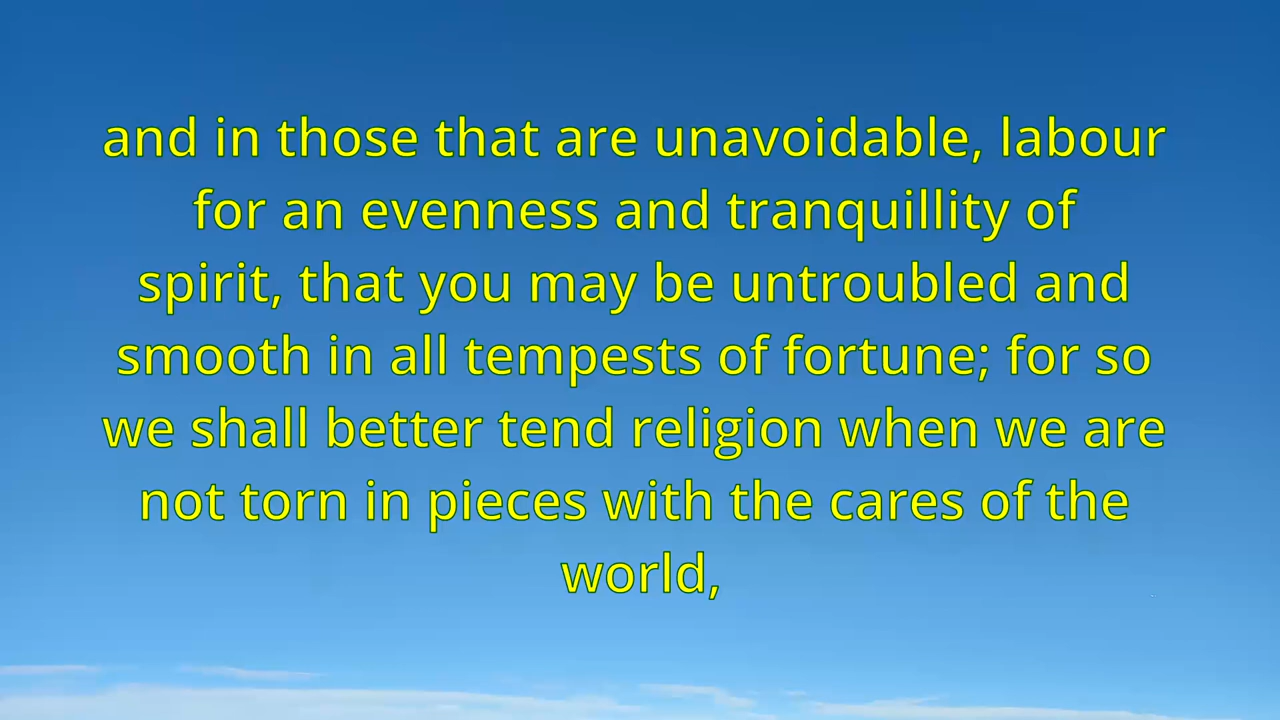 and in those that are unavoidable, labour
for an evenness and tranquillity of
spirit, that you may be untroubled and
smooth in all tempests of fortune; for so
we shall better tend religion when we are
not torn in pieces with the cares of the
world,